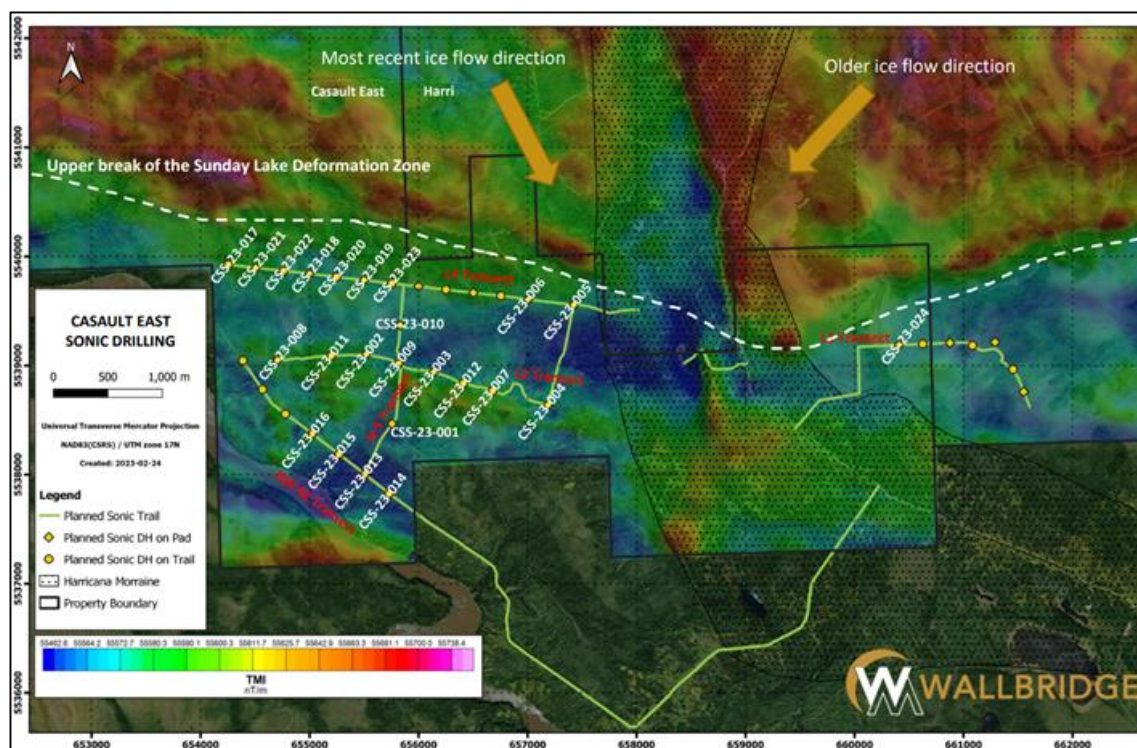 5542000
5541000
5540000
5539000
5538000
5537000
5536000
N
Most recent ice flow direction
Older ice flow direction
Casault East
Harri
Upper break of the Sunday Lake Deformation Zone
CSS-23-017
CSS-23-021
CSS-23-022
CSS-23-018
CSS-23-020
CSS-23-019
CSS-23-023
CSS-23-006
CSS-23-005
CSS-23-024
CSS-23-010
CSS-23-008
CSS-23-011
CSS-23-002
CSS-23-009
CSS-23-003
CSS-23-012
CSS-23-007
CSS-23-004
CSS-23-001
CSS-23-016
CSS-23-015
CSS-23-013
CSS-23-014
Transect
CASAULT EAST
SONIC DRILLING
0 500 1,000 m
Universal Transverse Mercator Projection
NAD83(CSRS) / UTM zone 17N
Created: 2023-02-24
Legend
Planned Sonic Trail
Planned Sonic DH on Pad
Planned Sonic DH on Trail
Harricana Morraine
Property Boundary
TMI
nT/m
WALLBRIDGE
653000 654000 655000 656000 657000 658000 659000 660000 661000 662000